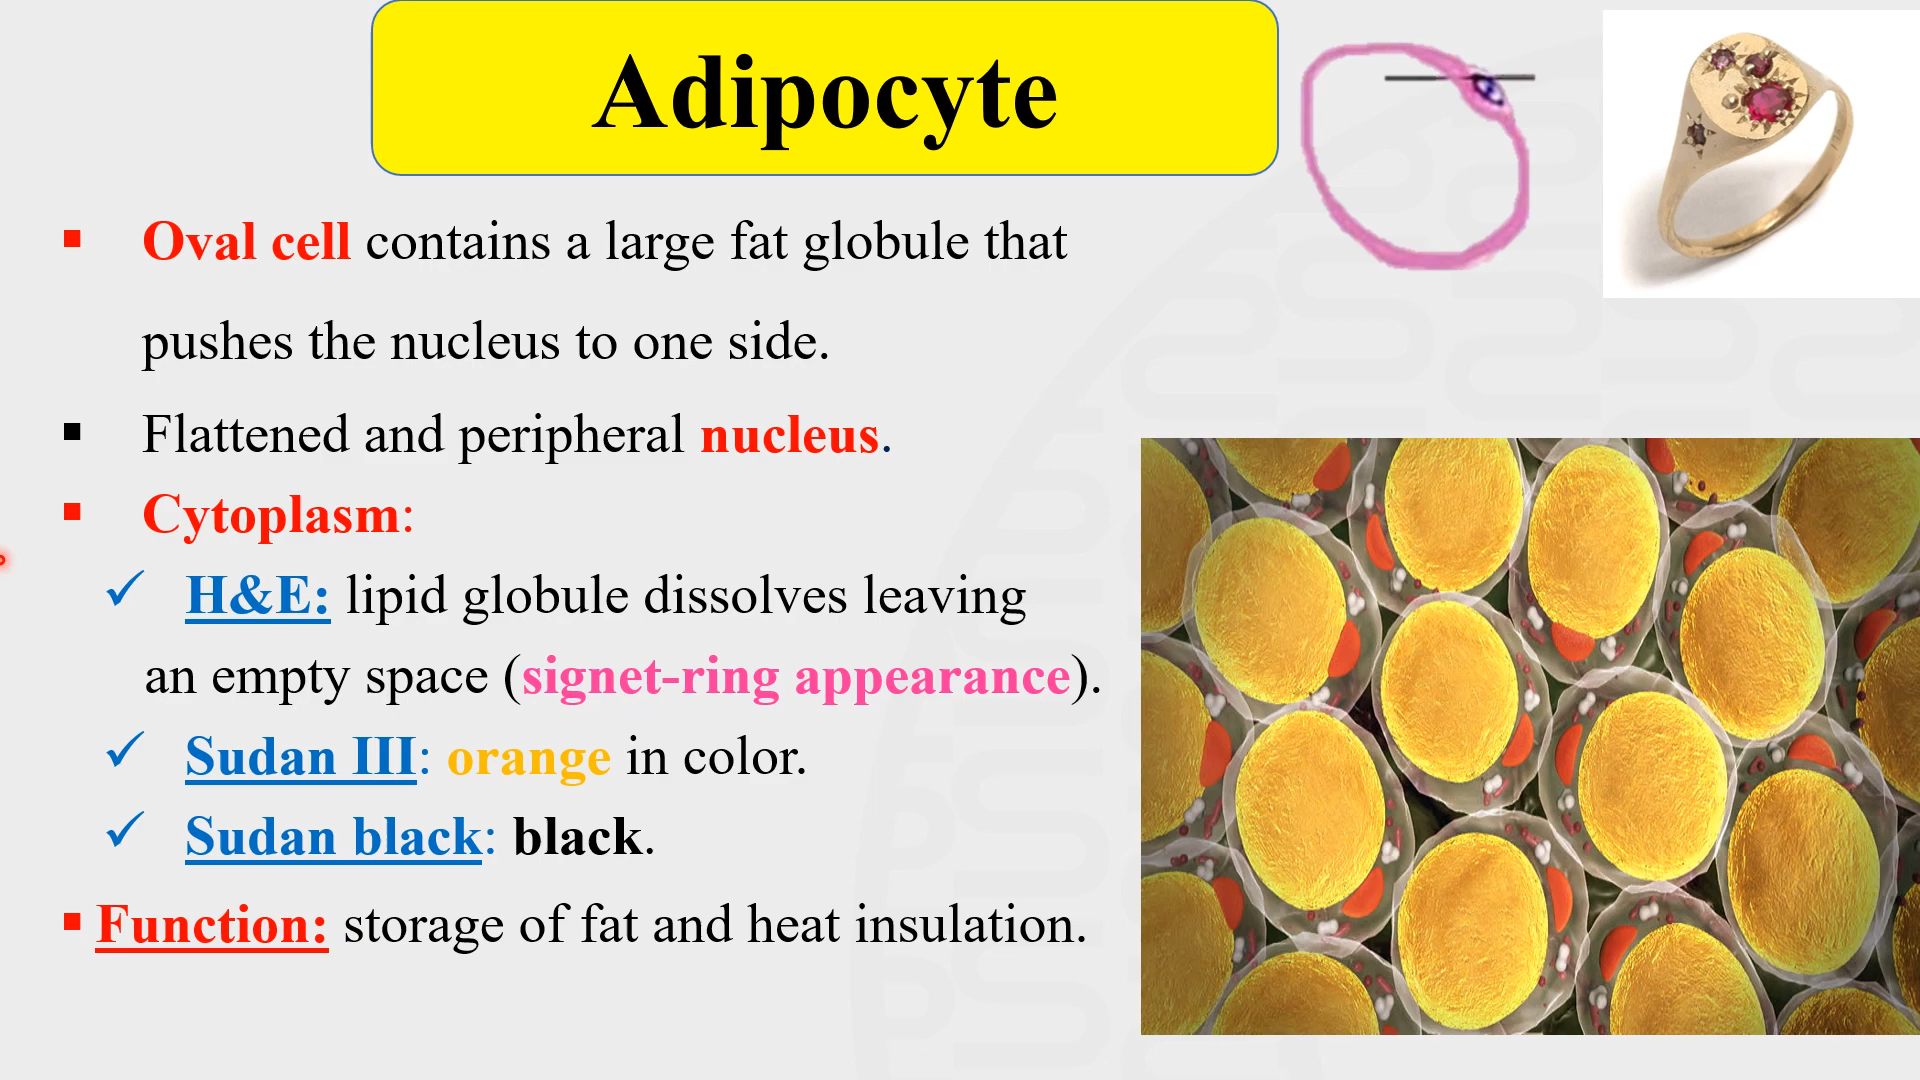 Adipocyte
▪ Oval cell contains a large fat globule that
pushes the nucleus to one side.
▪ Flattened and peripheral nucleus.
▪ Cytoplasm:
✓ H&E: lipid globule dissolves leaving
an empty space (signet-ring appearance).
✓ Sudan III: orange in color.
✓ Sudan black: black.
▪ Function: storage of fat and heat insulation.